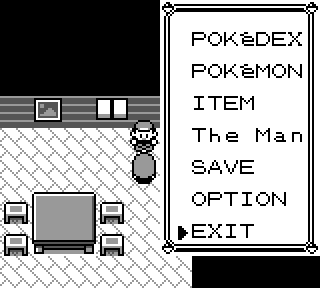 POKéDEX
POKéMON
ITEM
The Man
SAVE
OPTION
EXIT